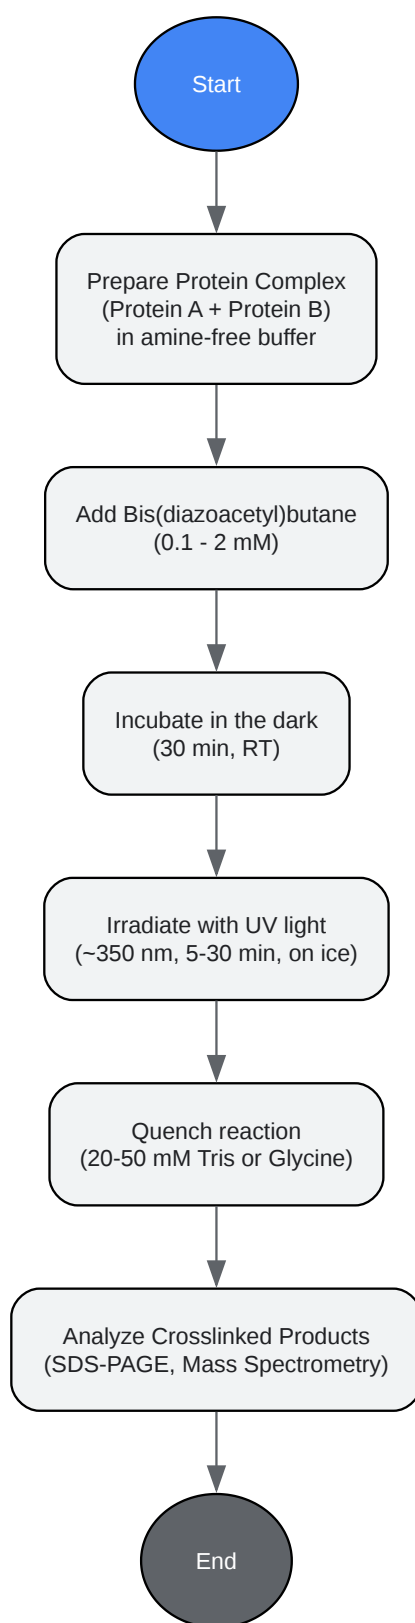 Start
Prepare Protein Complex
(Protein A + Protein B)
in amine-free buffer
Add Bis(diazoacetyl)butane
(0.1 - 2 mM)
Incubate in the dark
(30 min, RT)
Irradiate with UV light
(~350 nm, 5-30 min, on ice)
Quench reaction
(20-50 mM Tris or Glycine)
Analyze Crosslinked Products
(SDS-PAGE, Mass Spectrometry)
End